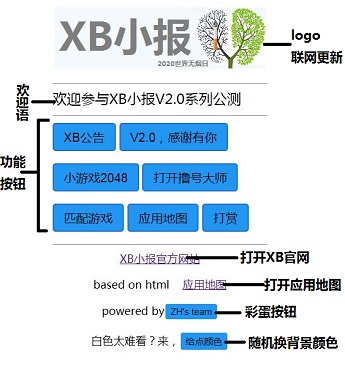 XB小报
2020世界无烟日
logo
联网更新
欢迎语
欢迎参与XB小报V2.0系列公测
功能
按钮
XB公告 V2.0，感谢有你
小游戏2048 打开撸号大师
匹配游戏 应用地图 打赏
XB小报官方网站 打开XB官网
based on html 应用地图 打开应用地图
powered by ZH's team 彩蛋按钮
白色太难看？来， 给点颜色 随机换背景颜色